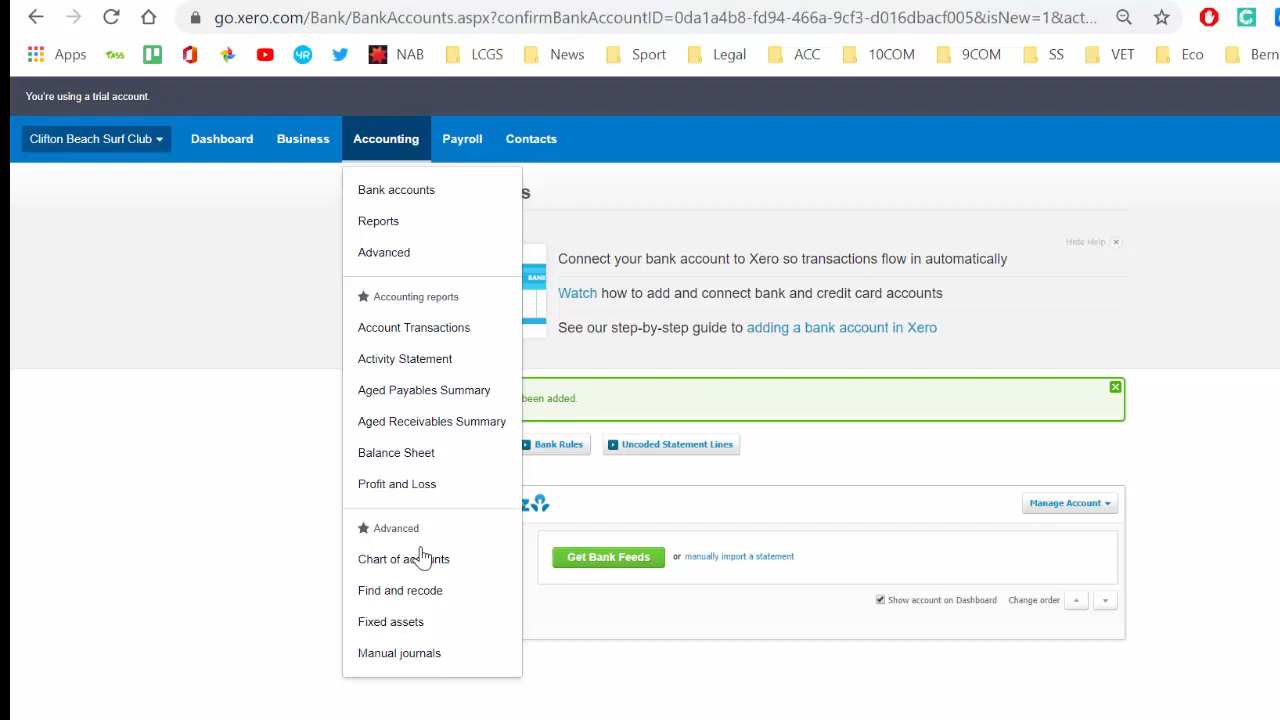 go.xero.com/Bank/BankAccounts.aspx?confirmBankAccountID=0da1a4b8-fd94-466a-9cf3-d016dbacf005&isNew=1&act...
Apps TASS NAB LCGS News Sport Legal ACC 10COM 9COM SS VET Eco Bern
You're using a trial account.
Clifton Beach Surf Club Dashboard Business Accounting Payroll Contacts
Bank accounts
s
Reports
Hide Help
Advanced
Connect your bank account to Xero so transactions flow in automatically
BANK
Watch how to add and connect bank and credit card accounts
Accounting reports
Account Transactions
See our step-by-step guide to adding a bank account in Xero
Activity Statement
Aged Payables Summary
been added.
Aged Receivables Summary
Bank Rules Uncoded Statement Lines
Balance Sheet
Profit and Loss
z Manage Account
Advanced
Chart of accounts
Get Bank Feeds or manually import a statement
Find and recode
Show account on Dashboard Change order
Fixed assets
Manual journals